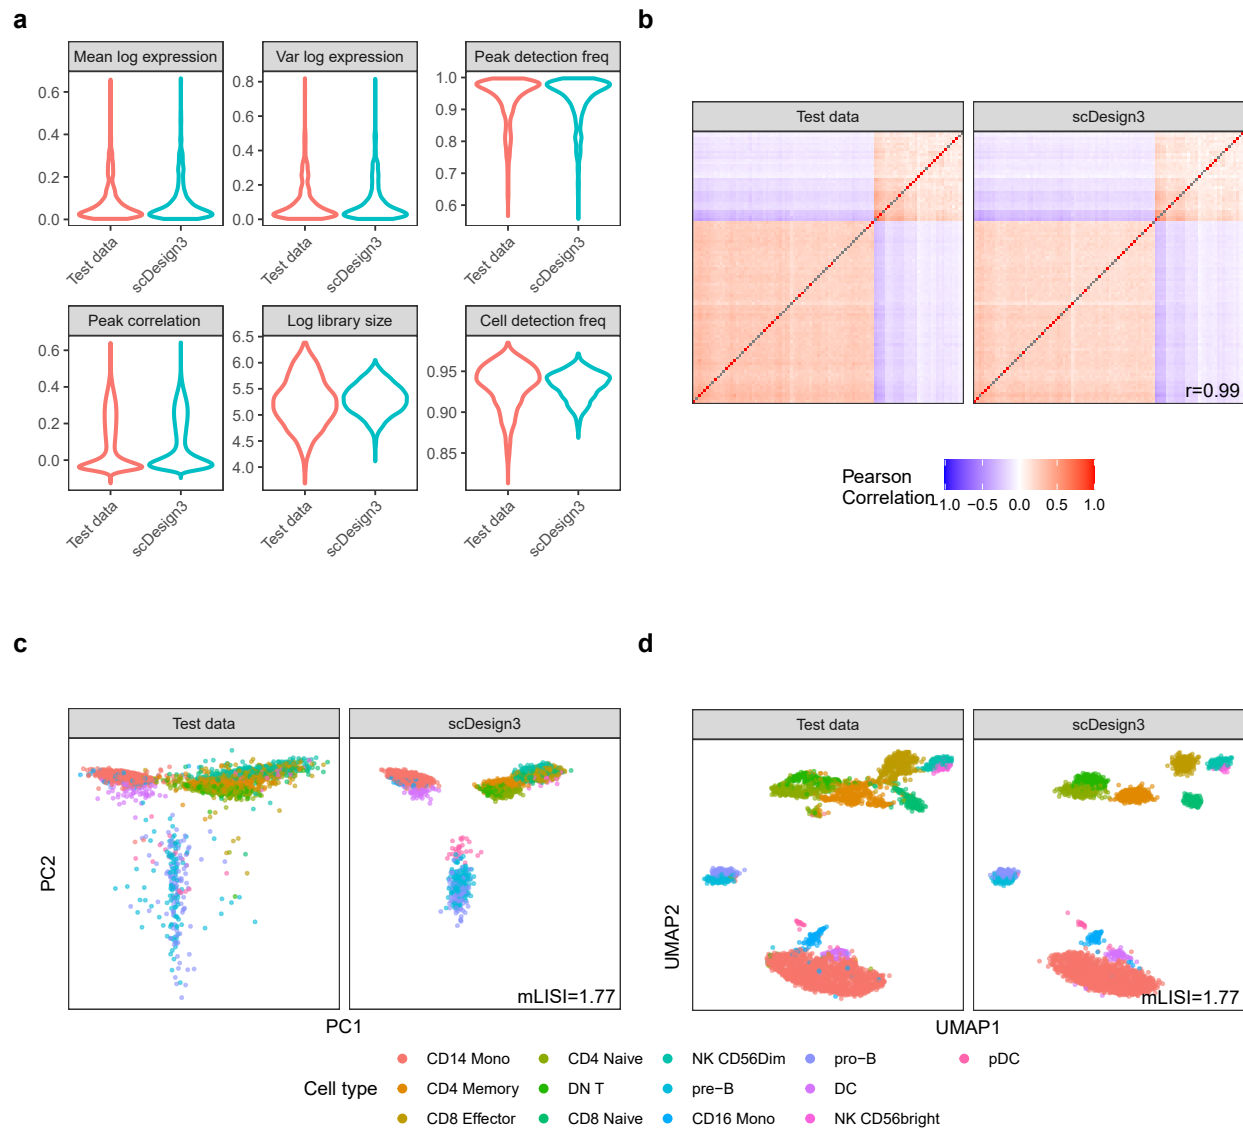 a
b
Mean log expression
Var log expression
Peak detection freq
0.6
0.4
0.2
0.0
0.8
0.6
0.4
0.2
0.0
1.0
0.9
0.8
0.7
0.6
Test data
scDesign3
Test data
scDesign3
Test data
scDesign3
Peak correlation
Log library size
Cell detection freq
0.6
0.4
0.2
0.0
6.5
6.0
5.5
5.0
4.5
4.0
0.95
0.90
0.85
Test data
scDesign3
Test data
scDesign3
Test data
scDesign3
Test data
scDesign3
r=0.99
Pearson
Correlation
−1.0 −0.5 0.0 0.5 1.0
c
d
Test data
scDesign3
PC2
mLISI=1.77
PC1
Test data
scDesign3
UMAP2
mLISI=1.77
UMAP1
Cell type
CD14 Mono
CD4 Naive
NK CD56Dim
pro−B
pDC
CD4 Memory
DN T
pre−B
DC
CD8 Effector
CD8 Naive
CD16 Mono
NK CD56bright